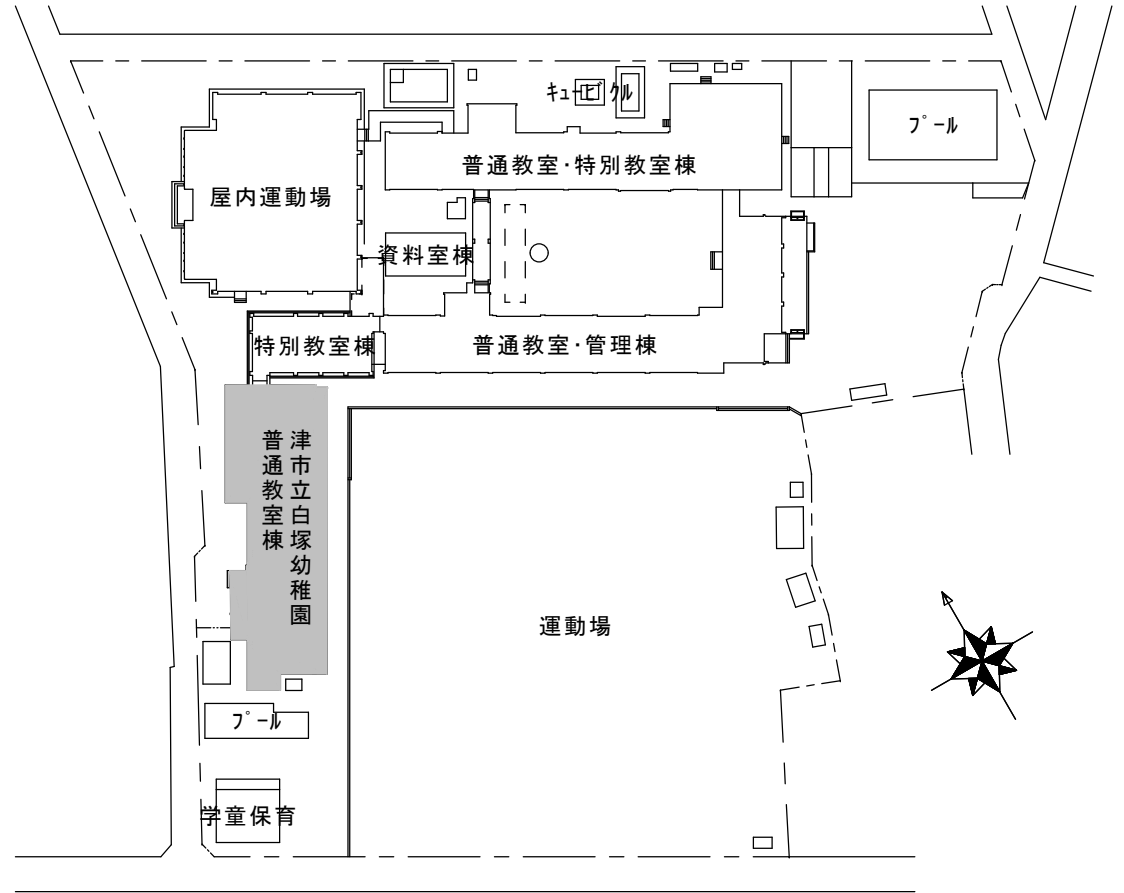 キュービクル
プール
普通教室・特別教室棟
屋内運動場
資料室棟
特別教室棟
普通教室・管理棟
津市立白塚幼稚園
普通教室棟
運動場
プール
学童保育